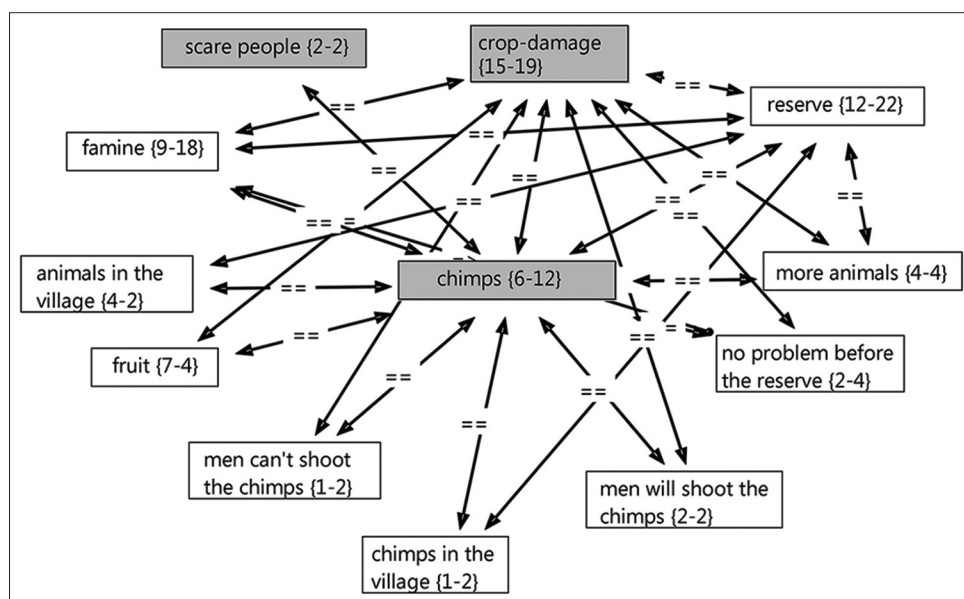 scare people {2-2}
crop-damage
{15-19}
==
==
reserve {12-22}
famine {9-18}
==
==
==
==
==
==
==
==
==
== =
animals in the
village {4-2}
chimps {6-12}
more animals {4-4}
==
==
fruit {7-4}
==
==
=
no problem before
the reserve {2-4}
==
==
==
men can't shoot
the chimps {1-2}
men will shoot the
chimps {2-2}
chimps in the
village {1-2}